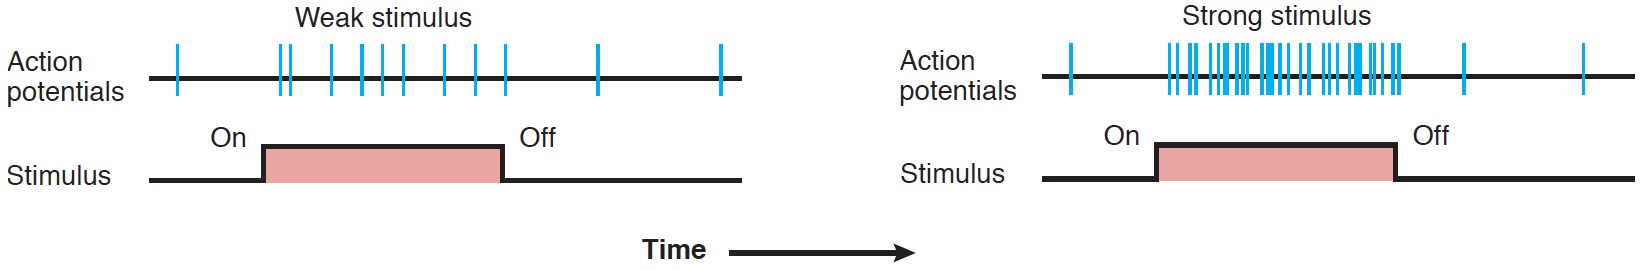 Weak stimulus
Action
potentials
On
Off
Stimulus
Strong stimulus
Action
potentials
On
Off
Stimulus
Time